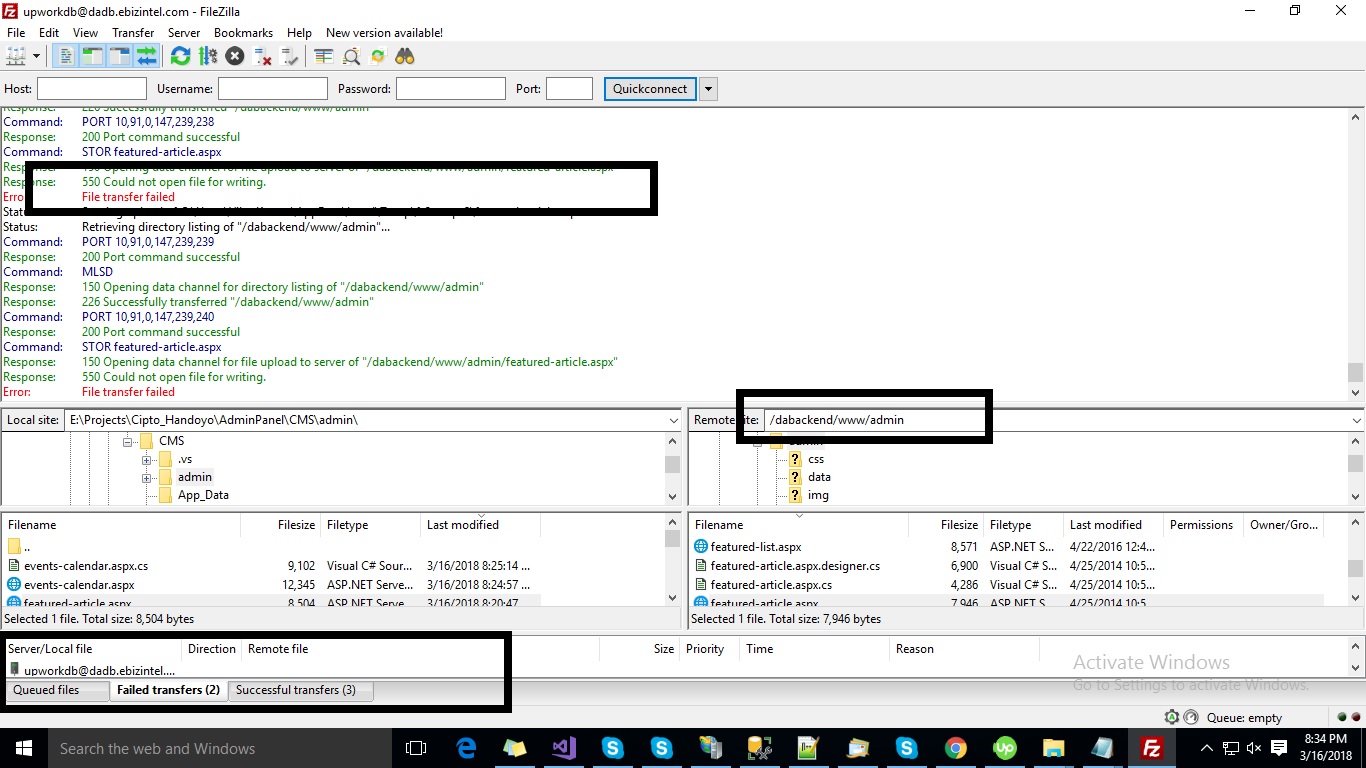 upworkdb@dadb.ebizintel.com - FileZilla
File Edit View Transfer Server Bookmarks Help New version available!
Host: Username: Password: Port: Quickconnect
Response: 226 Successfully transferred "/dabackend/www/admin"
Command: PORT 10,91,0,147,239,238
Response: 200 Port command successful
Command: STOR featured-article.aspx
150 Opening data channel for file upload to server of "/dabackend/www/admin/featured-article.aspx"
Response: 550 Could not open file for writing.
Error: File transfer failed
Status:
Status: Retrieving directory listing of "/dabackend/www/admin"...
Command: PORT 10,91,0,147,239,239
Response: 200 Port command successful
Command: MLSD
Response: 150 Opening data channel for directory listing of "/dabackend/www/admin"
Response: 226 Successfully transferred "/dabackend/www/admin"
Command: PORT 10,91,0,147,239,240
Response: 200 Port command successful
Command: STOR featured-article.aspx
Response: 150 Opening data channel for file upload to server of "/dabackend/www/admin/featured-article.aspx"
Response: 550 Could not open file for writing.
Error: File transfer failed
Local site: E:\Projects\Cipto_Handoyo\AdminPanel\CMS\admin\
CMS
.vs
admin
App_Data
Remote site: /dabackend/www/admin
admin
css
data
img
Filename Filesize Filetype Last modified
..
events-calendar.aspx.cs 9,102 Visual C# Sour... 3/16/2018 8:25:14 ...
events-calendar.aspx 12,345 ASP.NET Serve... 3/16/2018 8:24:57 ...
featured-article.aspx 8,504 ASP.NET Serve... 3/16/2018 8:20:47
Selected 1 file. Total size: 8,504 bytes
Filename Filesize Filetype Last modified Permissions Owner/Gro...
featured-list.aspx 8,571 ASP.NET S... 4/22/2016 12:4...
featured-article.aspx.designer.cs 6,900 Visual C# S... 4/25/2014 10:5...
featured-article.aspx.cs 4,286 Visual C# S... 4/25/2014 10:5...
featured-article.aspx 7,946 ASP.NET S... 4/25/2014 10:5...
Selected 1 file. Total size: 7,946 bytes
Server/Local file Direction Remote file Size Priority Time Reason
upworkdb@dadb.ebizintel....
Queued files Failed transfers (2) Successful transfers (3)
Activate Windows
Go to Settings to activate Windows.
Queue: empty
Search the web and Windows
8:34 PM
3/16/2018